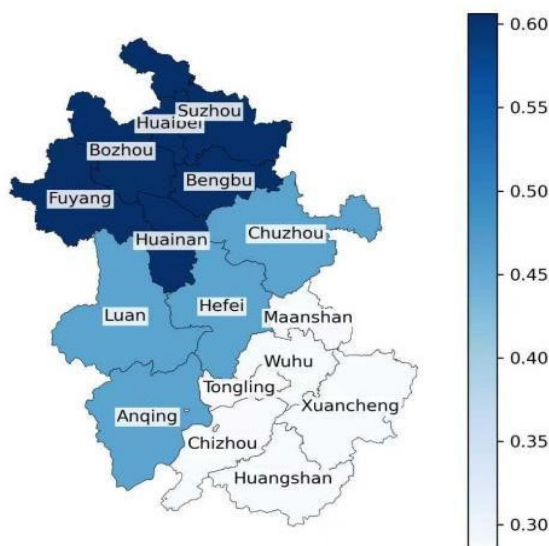 Suzhou
Huaibei
Bozhou
Bengbu
Fuyang
Huainan
Chuzhou
Luan
Hefei
Maanshan
Wuhu
Tongling
Xuancheng
Anqing
Chizhou
Huangshan
0.60
0.55
0.50
0.45
0.40
0.35
0.30